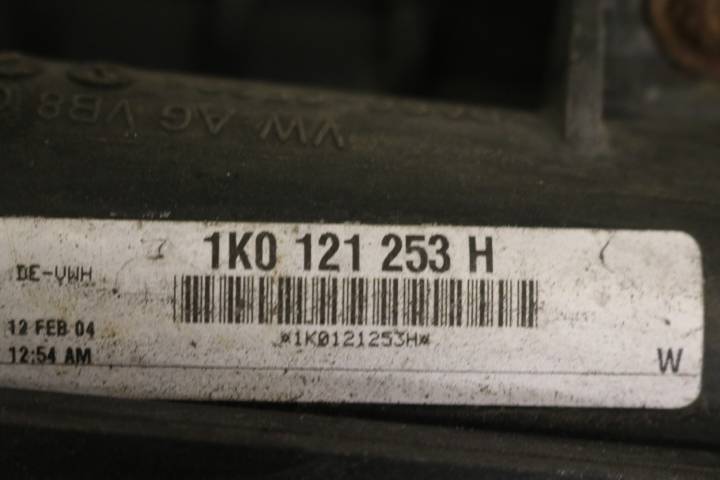 VW AG VB8
1K0 121 253 H
DE-VWH
*1K0121253H*
12 FEB 04
12:54 AM
W